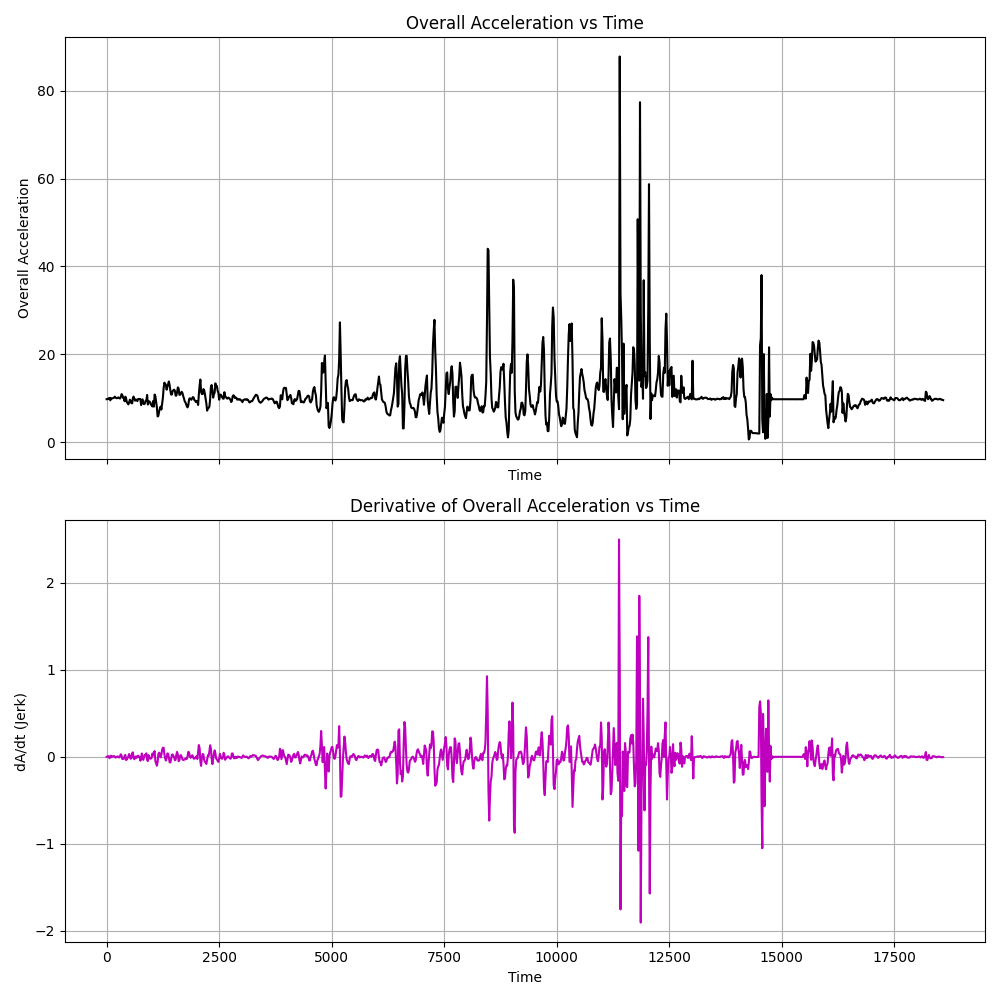 Overall Acceleration vs Time
80
60
40
20
0
Overall Acceleration
Time
Derivative of Overall Acceleration vs Time
2
1
0
−1
−2
dA/dt (Jerk)
0 2500 5000 7500 10000 12500 15000 17500
Time